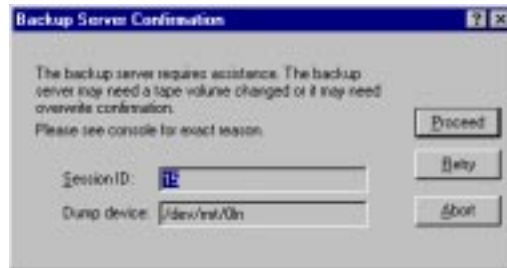 Backup Server Confirmation
The backup server requires assistance. The backup
server may need a tape volume changed or it may need
overwrite confirmation.
Please see console for exact reason.
Proceed
Retry
Session ID: 15
Dump device: /dev/rmt/0ln
Abort